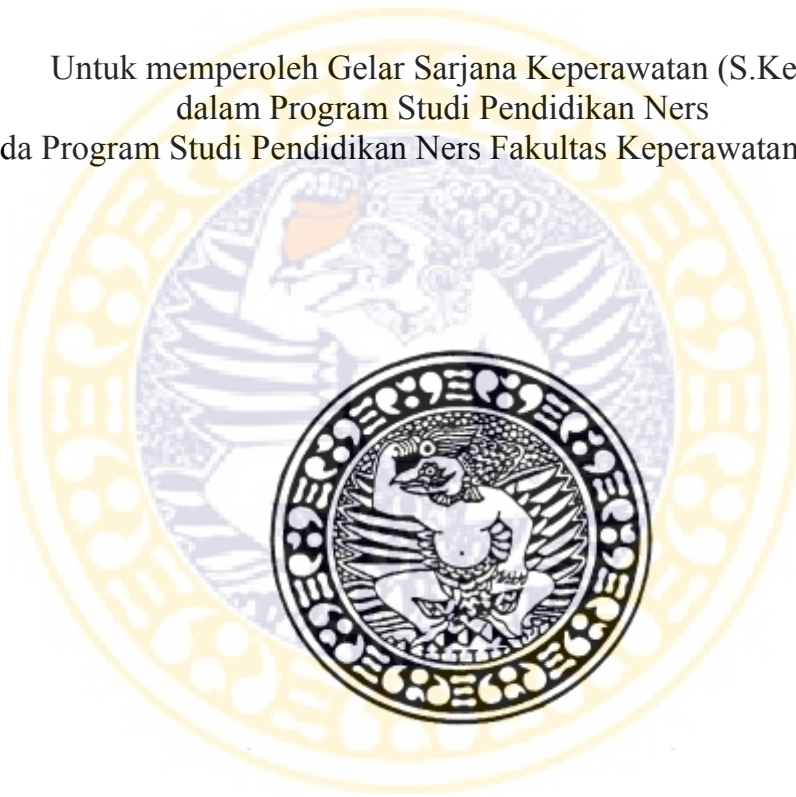 Untuk memperoleh Gelar Sarjana Keperawatan (S.Ke
dalam Program Studi Pendidikan Ners
da Program Studi Pendidikan Ners Fakultas Keperawatan